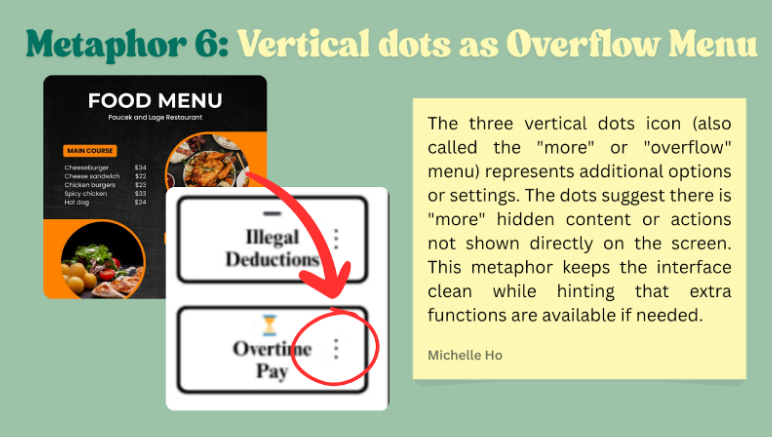 Metaphor 6: Vertical dots as Overflow Menu
FOOD MENU
Paucek and Lage Restaurant
MAIN COURSE
Cheeseburger $34
Cheese sandwich $22
Chicken burgers $23
Spicy chicken $33
Hot dog $24
Illegal
Deductions
Overtime
Pay
The three vertical dots icon (also
called the "more" or "overflow"
menu) represents additional options
or settings. The dots suggest there is
"more" hidden content or actions
not shown directly on the screen.
This metaphor keeps the interface
clean while hinting that extra
functions are available if needed.
Michelle Ho